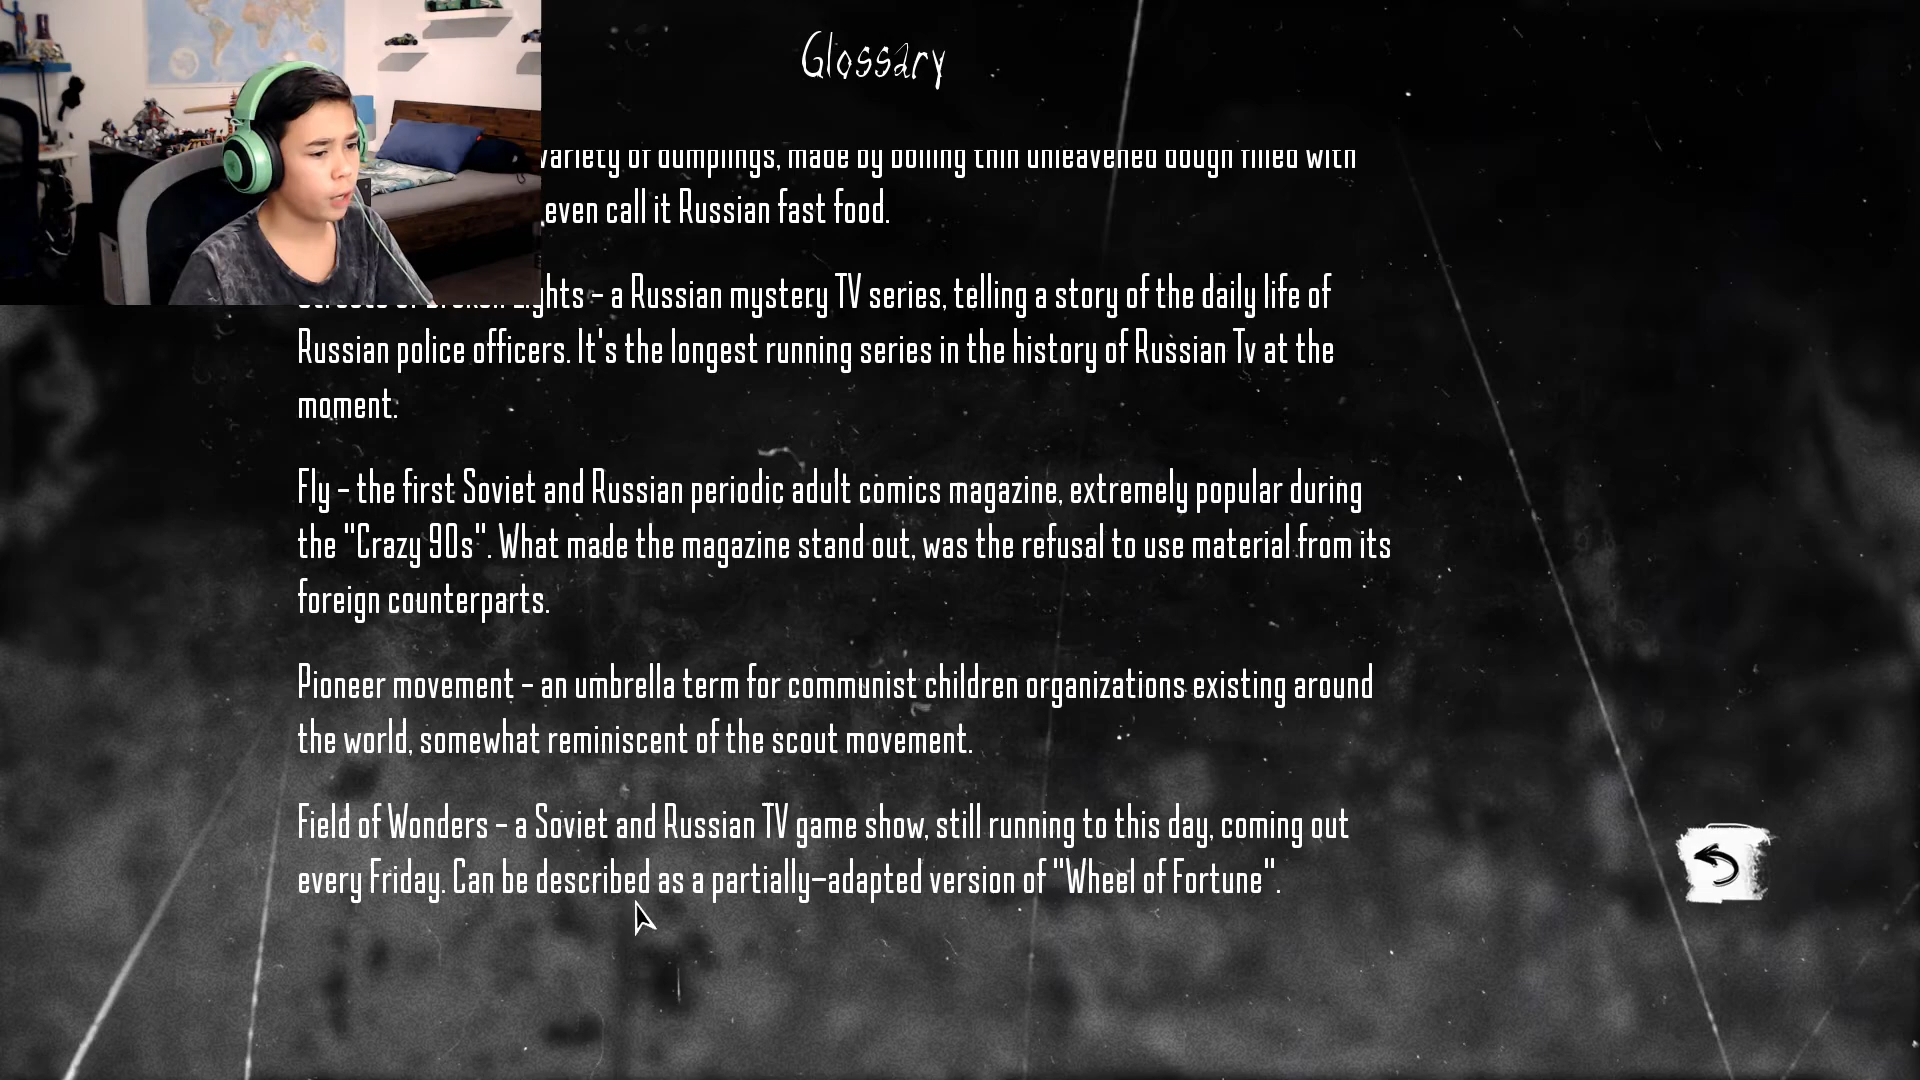 Glossary
variety of dumplings, made by boiling thin unleavened dough filled with
even call it Russian fast food.
Streets of Broken Lights - a Russian mystery TV series, telling a story of the daily life of
Russian police officers. It's the longest running series in the history of Russian Tv at the
moment.
Fly - the first Soviet and Russian periodic adult comics magazine, extremely popular during
the "Crazy 90s". What made the magazine stand out, was the refusal to use material from its
foreign counterparts.
Pioneer movement - an umbrella term for communist children organizations existing around
the world, somewhat reminiscent of the scout movement.
Field of Wonders - a Soviet and Russian TV game show, still running to this day, coming out
every Friday. Can be described as a partially-adapted version of "Wheel of Fortune".